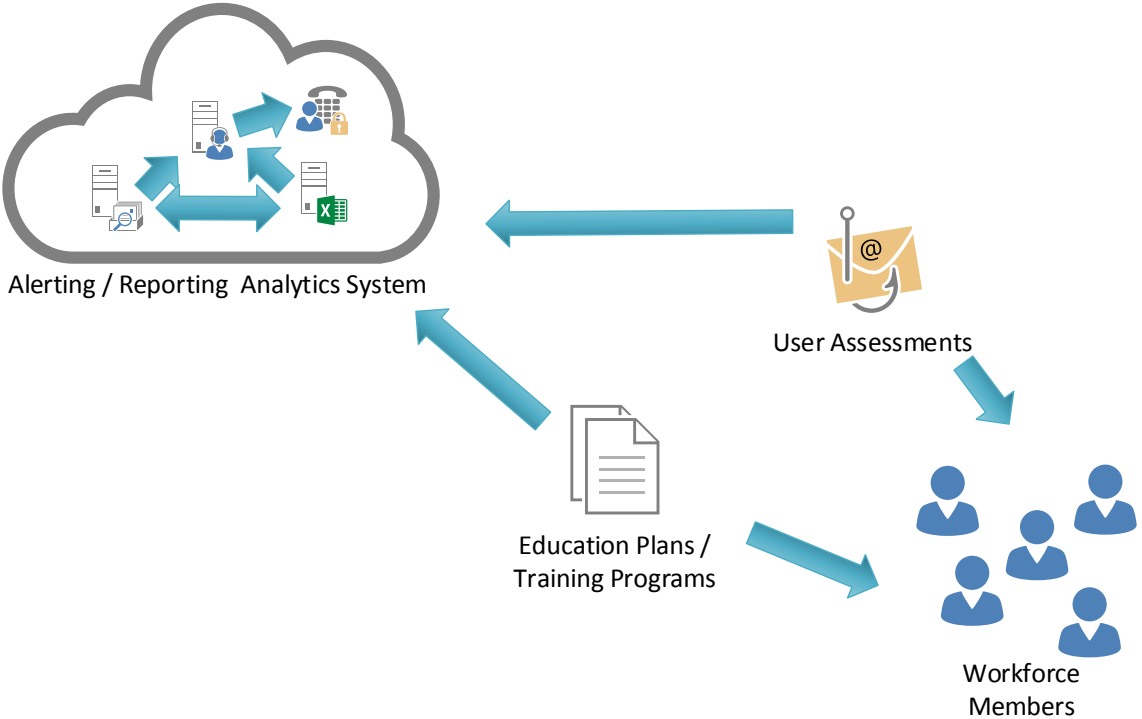 Alerting / Reporting Analytics System
@
User Assessments
Education Plans /
Training Programs
Workforce
Members
X